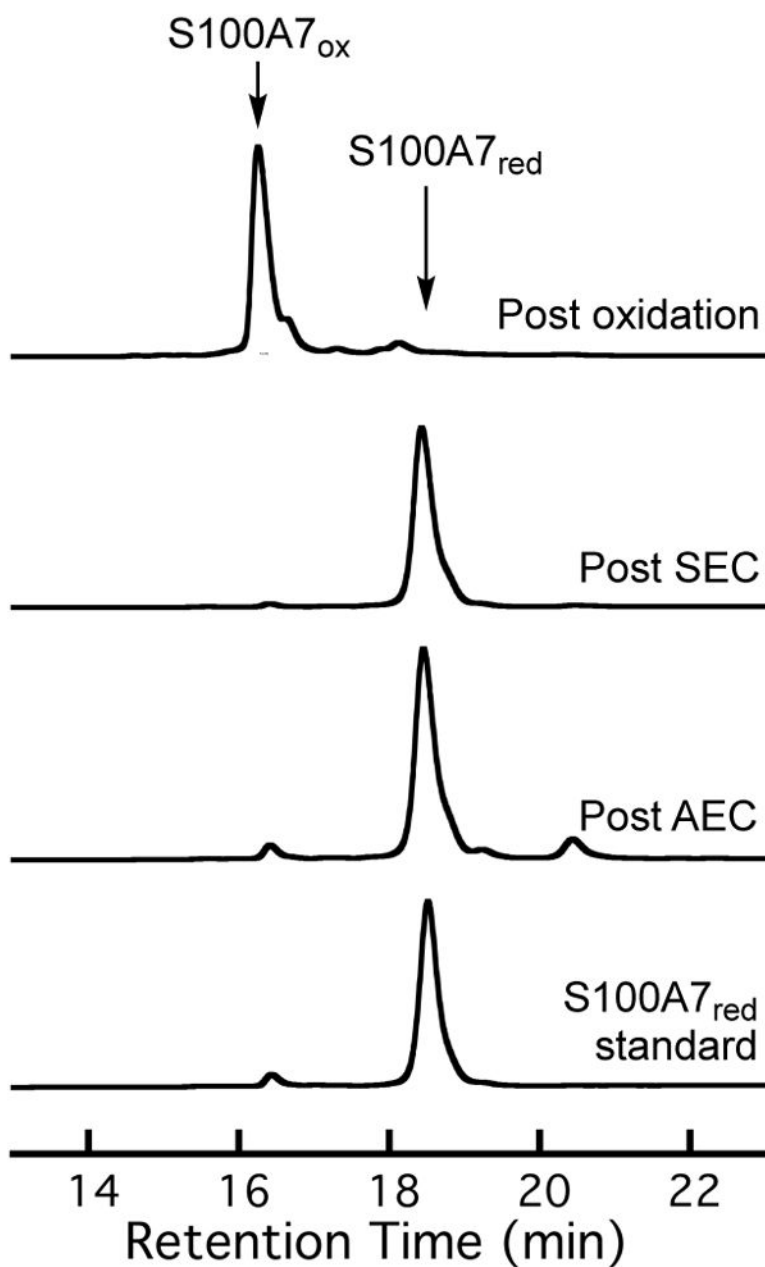 S100A7ox
S100A7red
Post oxidation
Post SEC
Post AEC
S100A7red
standard
14 16 18 20 22
Retention Time (min)